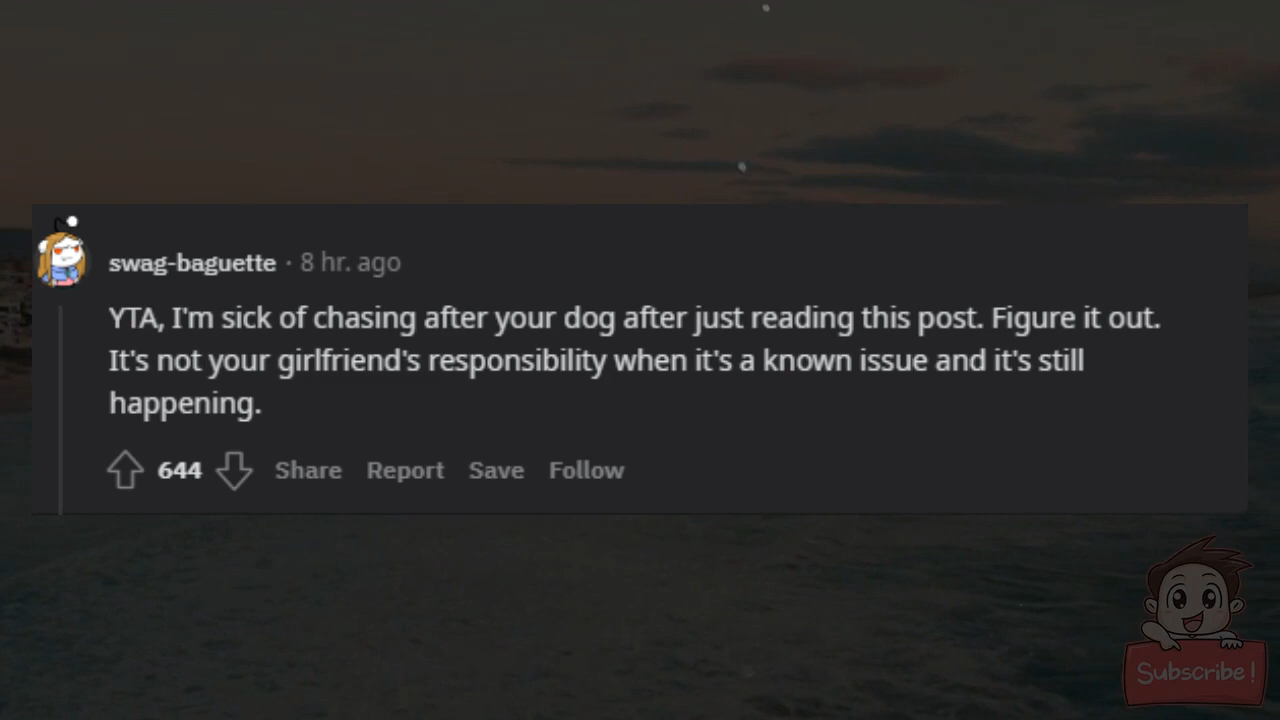 swag-baguette · 8 hr. ago
YTA, I'm sick of chasing after your dog after just reading this post. Figure it out.
It's not your girlfriend's responsibility when it's a known issue and it's still
happening.
644 Share Report Save Follow
Subscribe!